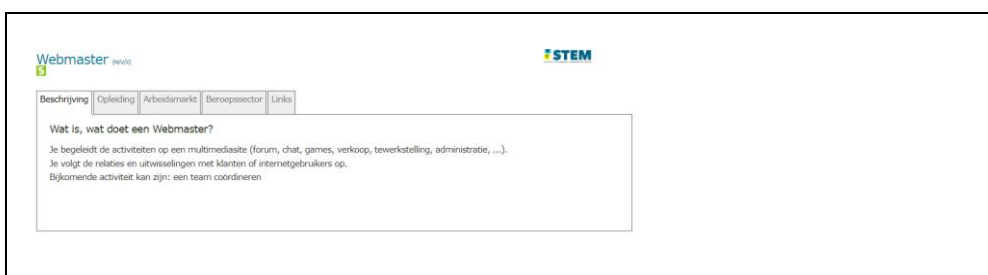 Webmaster (M/V/X)
STEM
S
Beschrijving Opleiding Arbeidsmarkt Beroepssector Links
Wat is, wat doet een Webmaster?
Je begeleidt de activiteiten op een multimediasite (forum, chat, games, verkoop, tewerkstelling, administratie, ...).
Je volgt de relaties en uitwisselingen met klanten of internetgebruikers op.
Bijkomende activiteit kan zijn: een team coördineren